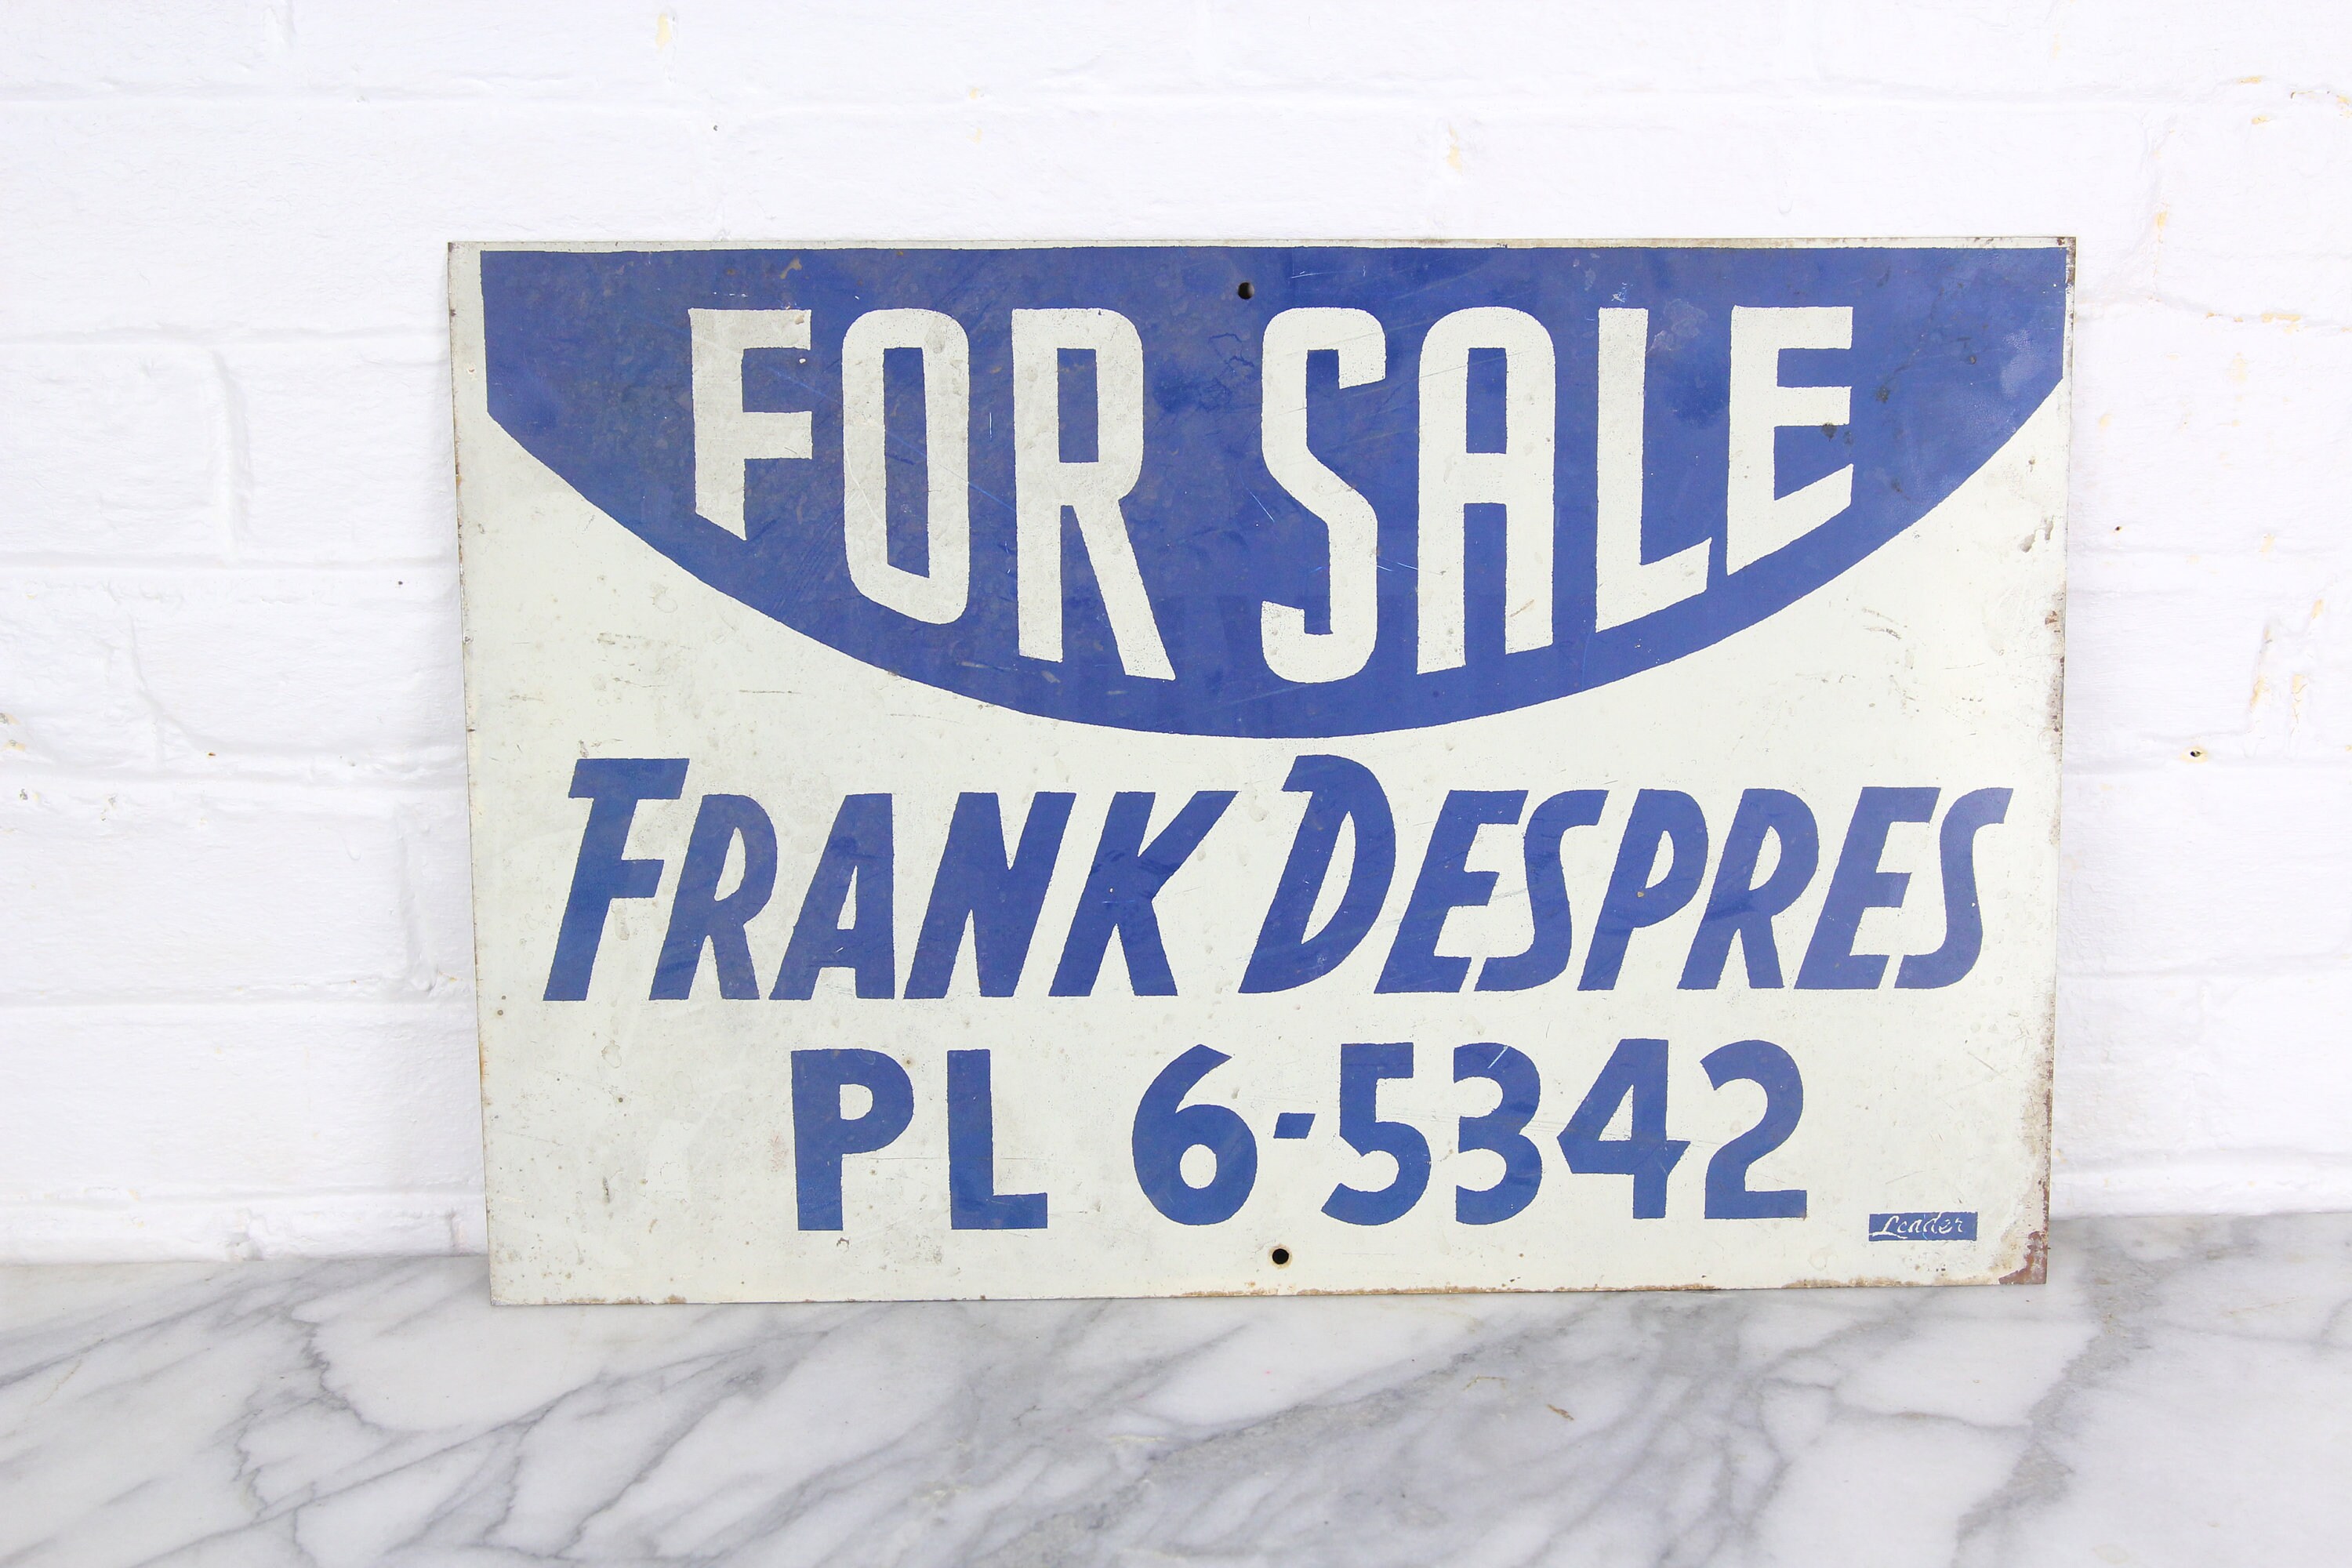 FOR SALE
FRANK DESPRES
PL 6-5342
Leader